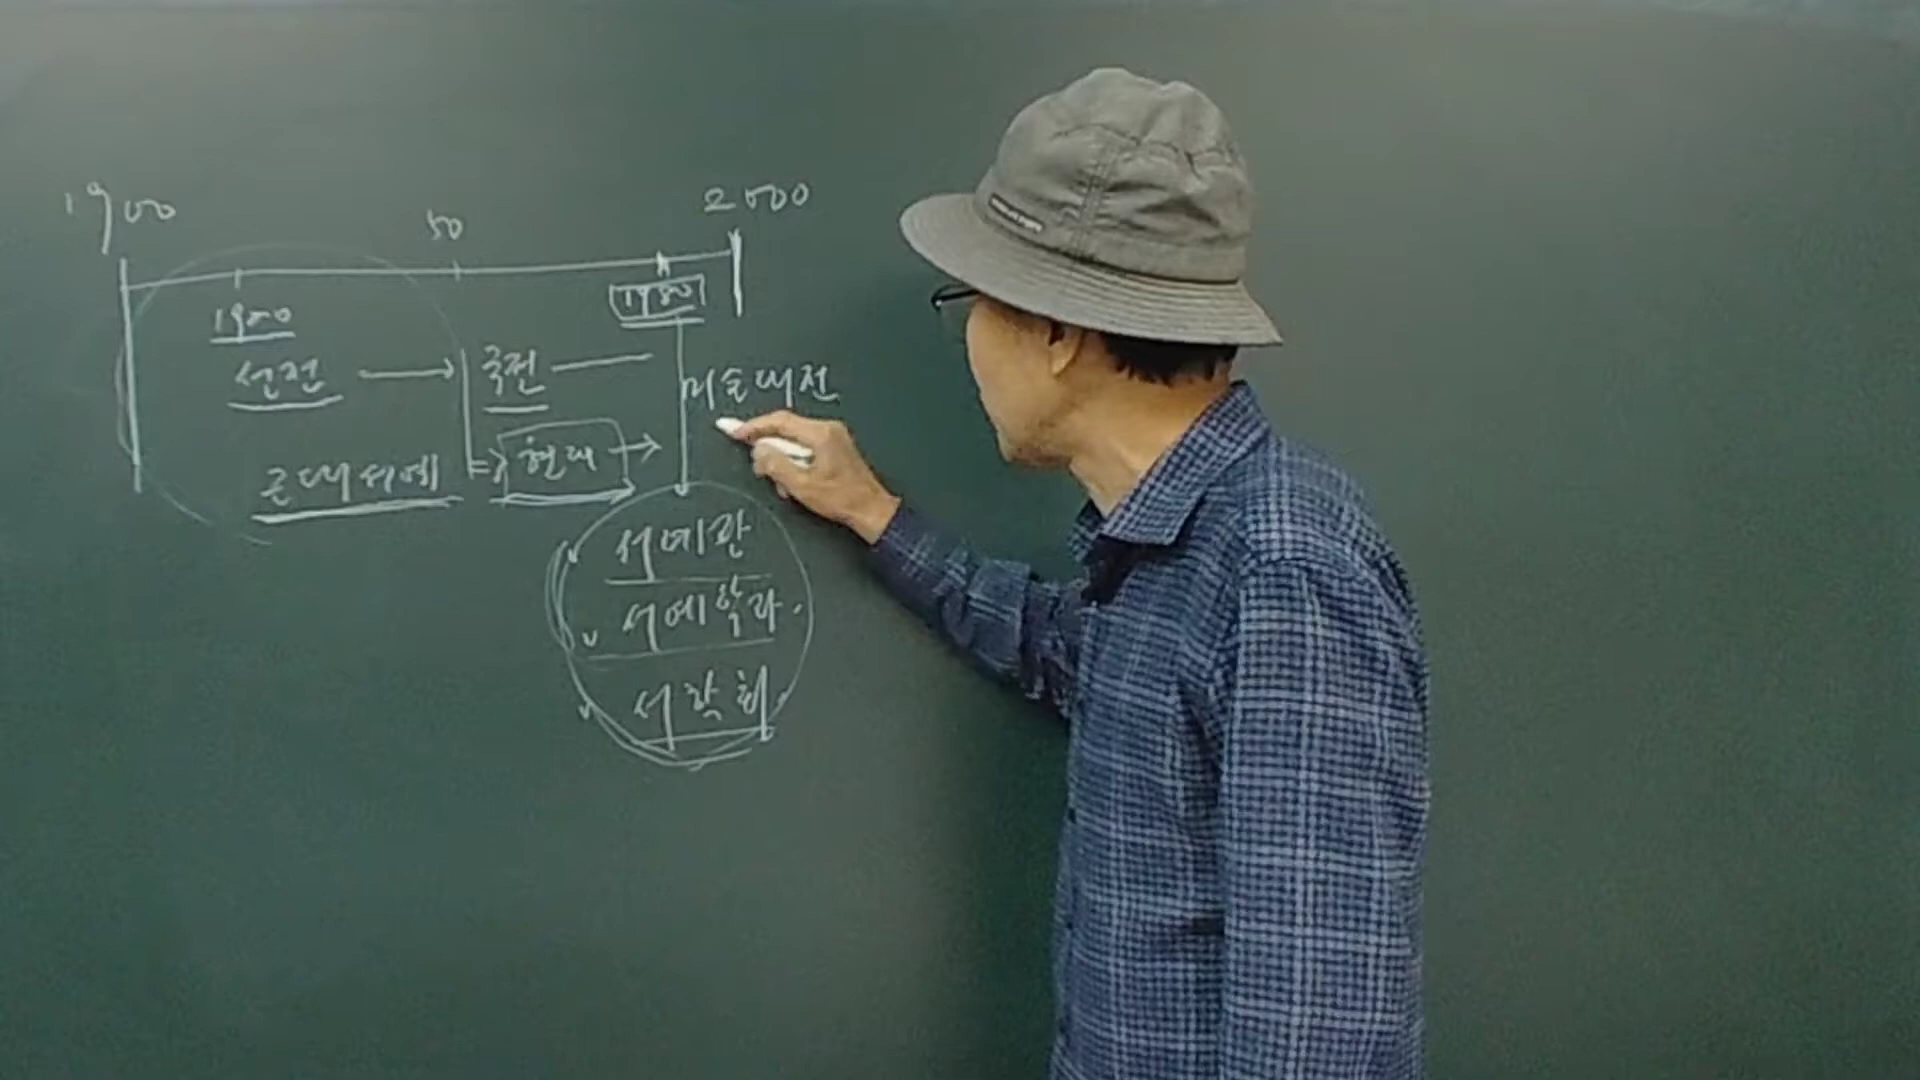 1900 50 2000
1920 1980
선전 → 국전 미술대전
근대서예 => 현대 →
서예관
서예학과.
서학회